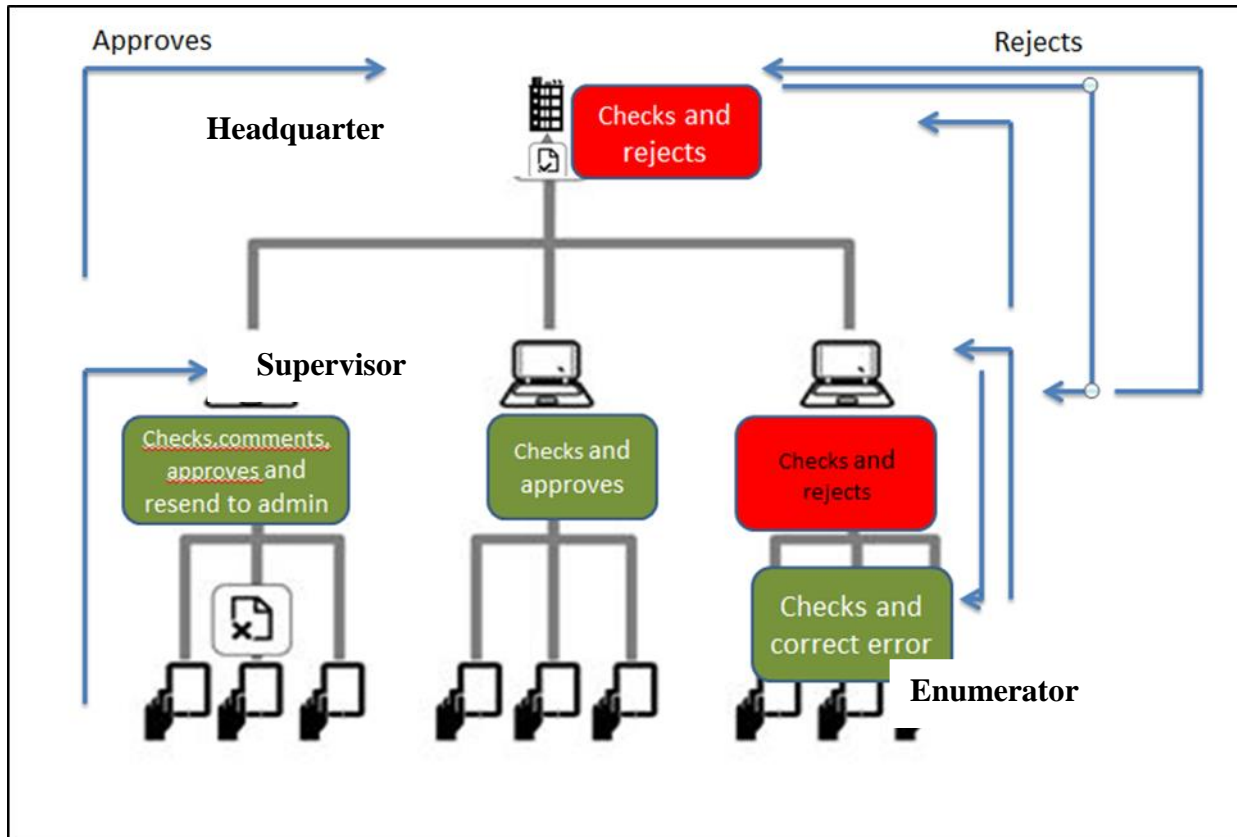 Approves
Rejects
Headquarter
Checks and
rejects
Supervisor
Checks,comments,
approves and
resend to admin
Checks and
approves
Checks and
rejects
Checks and
correct error
Enumerator